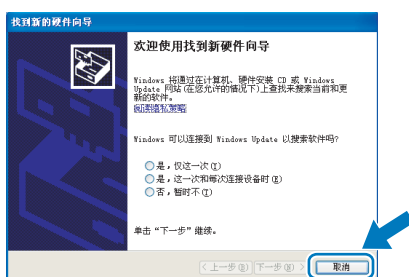 找到新的硬件向导
欢迎使用找到新硬件向导
Windows 将通过在计算机、硬件安装 CD 或 Windows
Update 网站(在您允许的情况下)上查找来搜索当前和更
新的软件。
阅读隐私策略
Windows 可以连接到 Windows Update 以搜索软件吗?
是，仅这一次(Y)
是，这一次和每次连接设备时(E)
否，暂时不(T)
单击“下一步”继续。
< 上一步(B) 下一步(N) > 取消